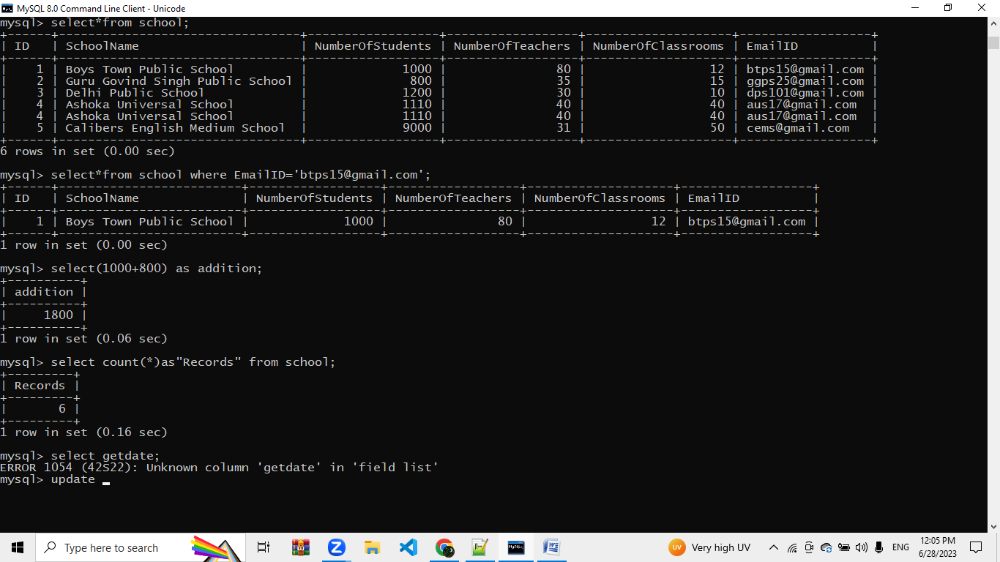 MySQL 8.0 Command Line Client - Unicode
mysql> select*from school;
+------+---------------------------------+------------------+------------------+--------------------+------------------+
| ID   | SchoolName                      | NumberOfStudents | NumberOfTeachers | NumberOfClassrooms | EmailID          |
+------+---------------------------------+------------------+------------------+--------------------+------------------+
|    1 | Boys Town Public School         |             1000 |               80 |                 12 | btps15@gmail.com |
|    2 | Guru Govind Singh Public School |              800 |               35 |                 15 | ggps25@gmail.com |
|    3 | Delhi Public School             |             1200 |               30 |                 10 | dps101@gmail.com |
|    4 | Ashoka Universal School         |             1110 |               40 |                 40 | aus17@gmail.com  |
|    4 | Ashoka Universal School         |             1110 |               40 |                 40 | aus17@gmail.com  |
|    5 | Calibers English Medium School  |             9000 |               31 |                 50 | cems@gmail.com   |
+------+---------------------------------+------------------+------------------+--------------------+------------------+
6 rows in set (0.00 sec)
mysql> select*from school where EmailID='btps15@gmail.com';
+------+-------------------------+------------------+------------------+--------------------+------------------+
| ID   | SchoolName              | NumberOfStudents | NumberOfTeachers | NumberOfClassrooms | EmailID          |
+------+-------------------------+------------------+------------------+--------------------+------------------+
|    1 | Boys Town Public School |             1000 |               80 |                 12 | btps15@gmail.com |
+------+-------------------------+------------------+------------------+--------------------+------------------+
1 row in set (0.00 sec)
mysql> select(1000+800) as addition;
+----------+
| addition |
+----------+
|     1800 |
+----------+
1 row in set (0.06 sec)
mysql> select count(*)as"Records" from school;
+---------+
| Records |
+---------+
|       6 |
+---------+
1 row in set (0.16 sec)
mysql> select getdate;
ERROR 1054 (42S22): Unknown column 'getdate' in 'field list'
mysql> update _
Type here to search
UV Very high UV
ENG
12:05 PM
6/28/2023